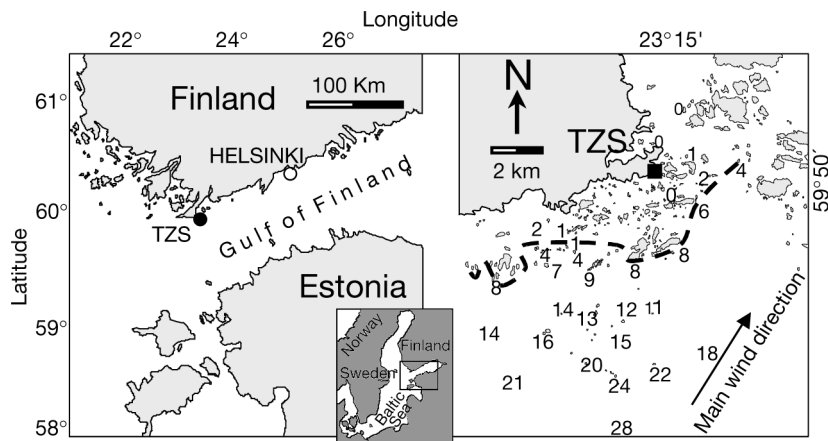 Longitude
22° 24° 26° 23°15´
61°
60°
59°
58°
Latitude
59°50´
Finland
100 Km
HELSINKI
TZS
Gulf of Finland
Estonia
Norway
Finland
Sweden
Baltic Sea
N
TZS
2 km
0
0
1
2
4
0
6
2 1
1
4 4
8
8
8
7
9
14 12 11
13
14
16 15 18
20
22
21 24
28
Main wind direction